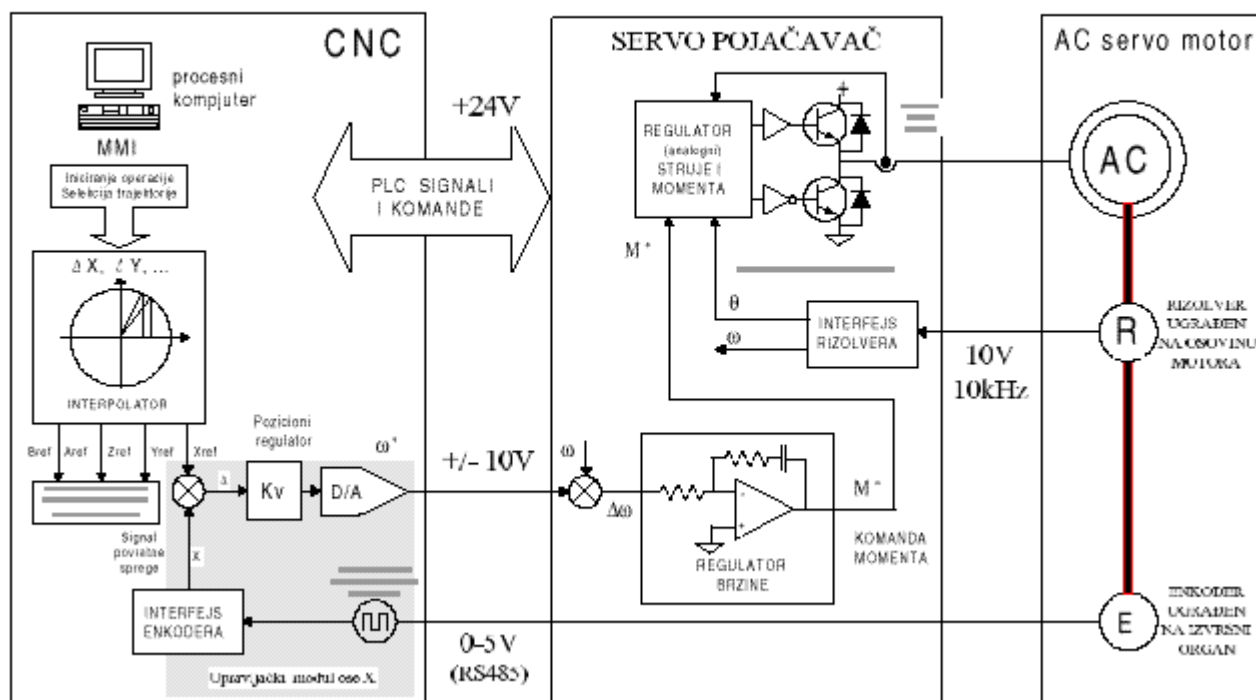 CNC
procesni
kompjuter
MMI
Iniciranje operacije
Selekcija trajektorije
INTERPOLATOR
Bref Aref Zref Yref Xref
Signal
povratne
sprege
Pozicioni
regulator
Δ
Kv
D/A
ω*
X
INTERFEJS
ENKODERA
Upravljački modul ose X
+24V
PLC SIGNALI
I KOMANDE
+/- 10V
0-5V
(RS485)
SERVO POJAČAVAČ
REGULATOR
(analogni)
STRUJE I
MOMENTA
+
M*
θ
ω
INTERFEJS
RIZOLVERA
ω
Δω
-
+
REGULATOR
BRZINE
M*
KOMANDA
MOMENTA
10V
10kHz
AC servo motor
AC
R
RIZOLVER
UGRAĐEN
NA OSOVINU
MOTORA
E
ENKODER
UGRAĐEN
NA IZVRSNI
ORGAN